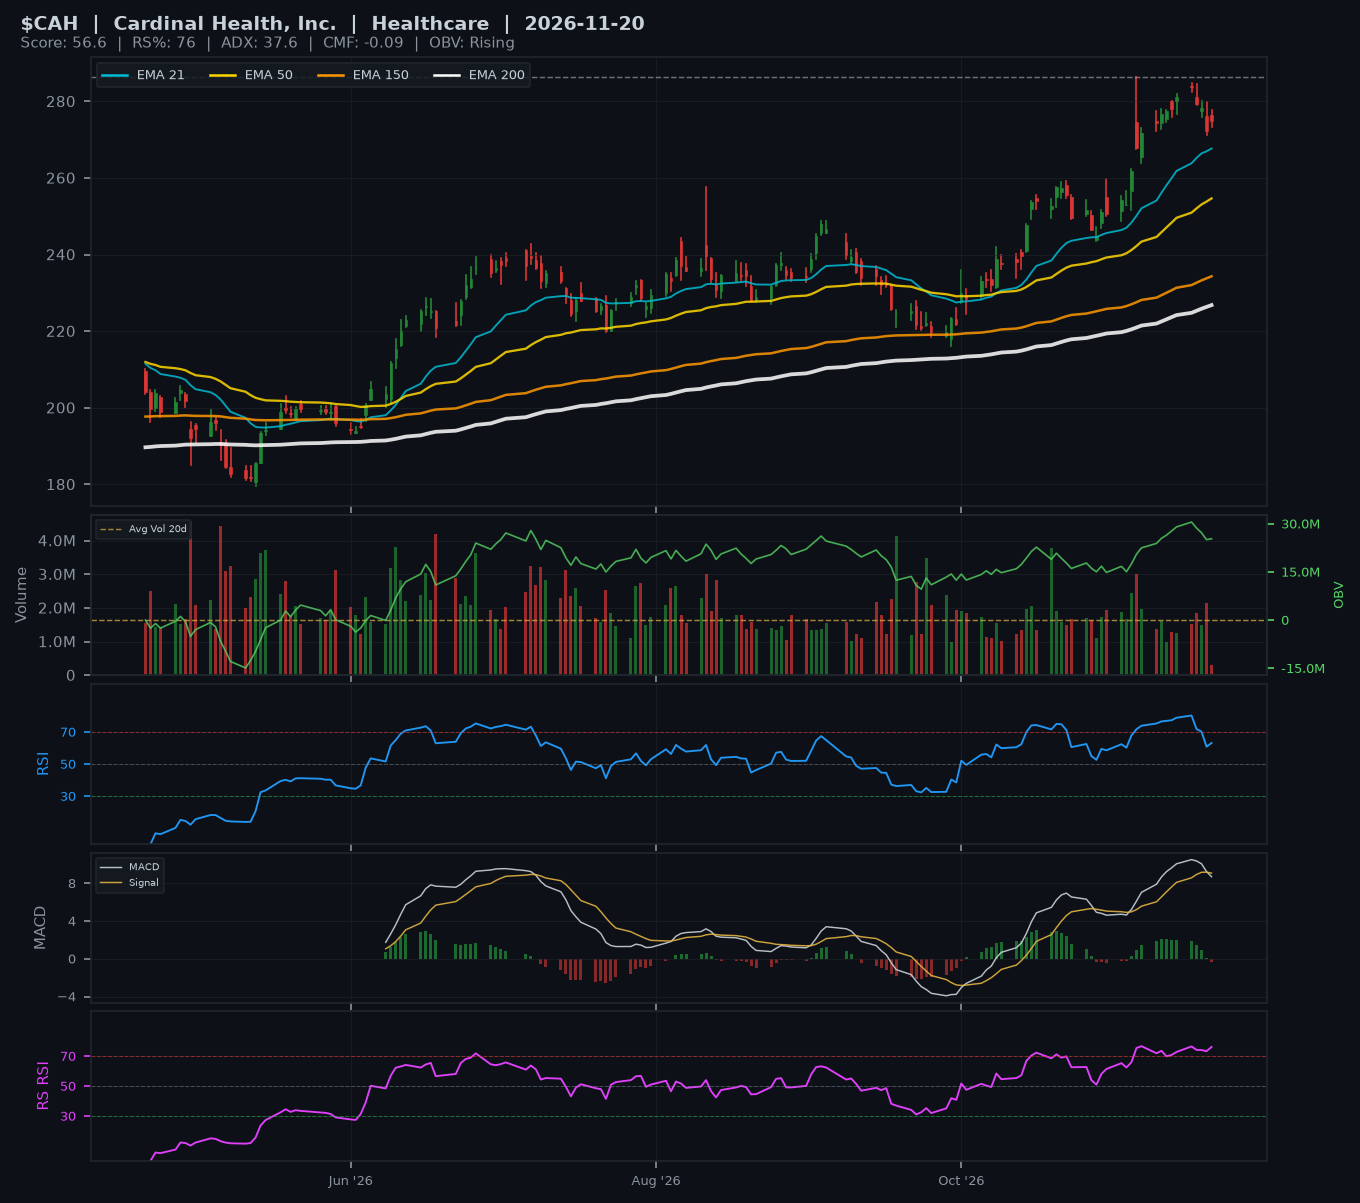 $CAH | Cardinal Health, Inc. | Healthcare | 2026-11-20
Score: 56.6 | RS%: 76 | ADX: 37.6 | CMF: -0.09 | OBV: Rising
EMA 21 EMA 50 EMA 150 EMA 200
280
260
240
220
200
180
Avg Vol 20d
Volume
4.0M
3.0M
2.0M
1.0M
0
30.0M
15.0M
0
-15.0M
OBV
RSI
70
50
30
MACD
Signal
MACD
8
4
0
−4
RS RSI
70
50
30
Jun '26 Aug '26 Oct '26